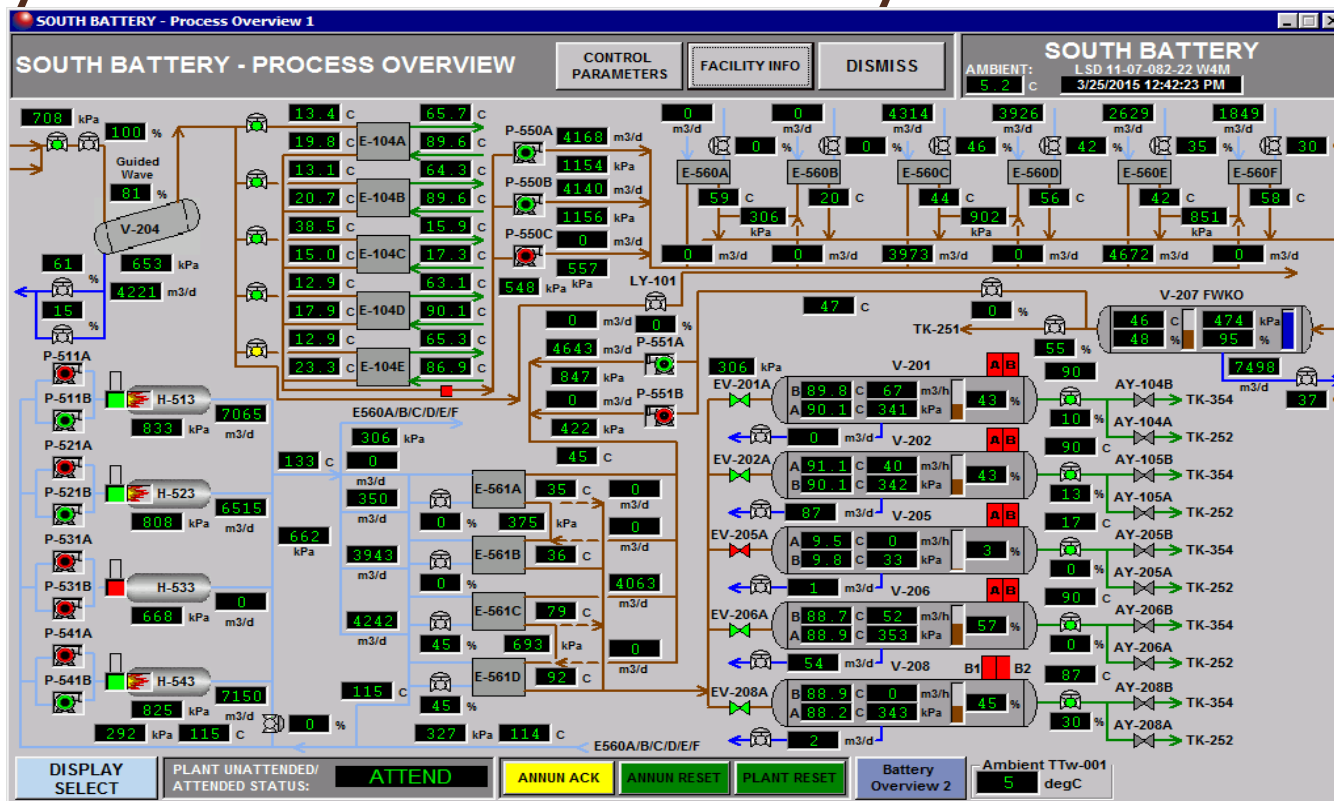 SOUTH BATTERY - Process Overview 1
SOUTH BATTERY - PROCESS OVERVIEW
CONTROL PARAMETERS
FACILITY INFO
DISMISS
SOUTH BATTERY
AMBIENT: LSD 11-07-082-22 W4M
5.2 C 3/25/2015 12:42:23 PM
708 kPa
100 %
Guided
Wave
81 %
V-204
61 %
653 kPa
4221 m3/d
15 %
13.4 C E-104A 65.7 C
19.8 C 89.6 C
13.1 C E-104B 64.3 C
20.7 C 89.6 C
38.5 C E-104C 15.9 C
15.0 C 17.3 C
12.9 C E-104D 63.1 C
17.9 C 90.1 C
12.9 C E-104E 65.3 C
23.3 C 86.9 C
P-550A 4168 m3/d
1154 kPa
P-550B 4140 m3/d
1156 kPa
P-550C 0 m3/d
557 kPa
548 kPa
0 m3/d 0 m3/d 4314 m3/d 3926 m3/d 2629 m3/d 1849 m3/d
0 % 0 % 46 % 42 % 35 % 30 %
E-560A E-560B E-560C E-560D E-560E E-560F
59 C 20 C 44 C 56 C 42 C 58 C
306 kPa 902 kPa 851 kPa
0 m3/d 0 m3/d 3973 m3/d 0 m3/d 4672 m3/d 0 m3/d
LY-101
0 %
47 C
0 %
TK-251
55 %
V-207 FWKO
46 C 474 kPa
48 % 95 %
7498 m3/d
37 C
P-511A
P-511B
H-513
833 kPa
7065 m3/d
P-521A
P-521B
H-523
808 kPa
6515 m3/d
P-531A
P-531B
H-533
668 kPa
0 m3/d
P-541A
P-541B
H-543
825 kPa
7150 m3/d
292 kPa 115 C
0 %
133 C
662 kPa
E560A/B/C/D/E/F
306 kPa
0 m3/d
350 m3/d
3943 m3/d
4242 m3/d
115 C
327 kPa 114 C
E560A/B/C/D/E/F
0 m3/d
4643 m3/d
P-551A
847 kPa
0 m3/d
P-551B
422 kPa
45 C
E-561A 35 C
0 % 375 kPa
E-561B 36 C
0 %
E-561C 79 C
45 % 693 kPa
E-561D 92 C
45 %
0 m3/d
0 m3/d
4063 m3/d
0 m3/d
306 kPa
V-201 A B
EV-201A
B 89.8 C 67 m3/h
A 90.1 C 341 kPa
43 %
0 m3/d
90 C
10 %
AY-104B
TK-354
AY-104A
TK-252
V-202 A B
EV-202A
A 91.1 C 40 m3/h
B 90.1 C 342 kPa
43 %
87 m3/d
90 C
13 %
AY-105B
TK-354
AY-105A
TK-252
V-205 A B
EV-205A
A 9.5 C 0 m3/h
B 9.8 C 33 kPa
3 %
1 m3/d
17 C
0 %
AY-205B
TK-354
AY-205A
TK-252
V-206 A B
EV-206A
A 88.7 C 52 m3/h
A 88.9 C 353 kPa
57 %
54 m3/d
90 C
0 %
AY-206B
TK-354
AY-206A
TK-252
V-208 B1 B2
EV-208A
B 88.9 C 0 m3/h
A 88.2 C 343 kPa
45 %
2 m3/d
87 C
30 %
AY-208B
TK-354
AY-208A
TK-252
DISPLAY SELECT
PLANT UNATTENDED/
ATTENDED STATUS:
ATTEND
ANNUN ACK
ANNUN RESET
PLANT RESET
Battery
Overview 2
Ambient TTw-001
5 degC